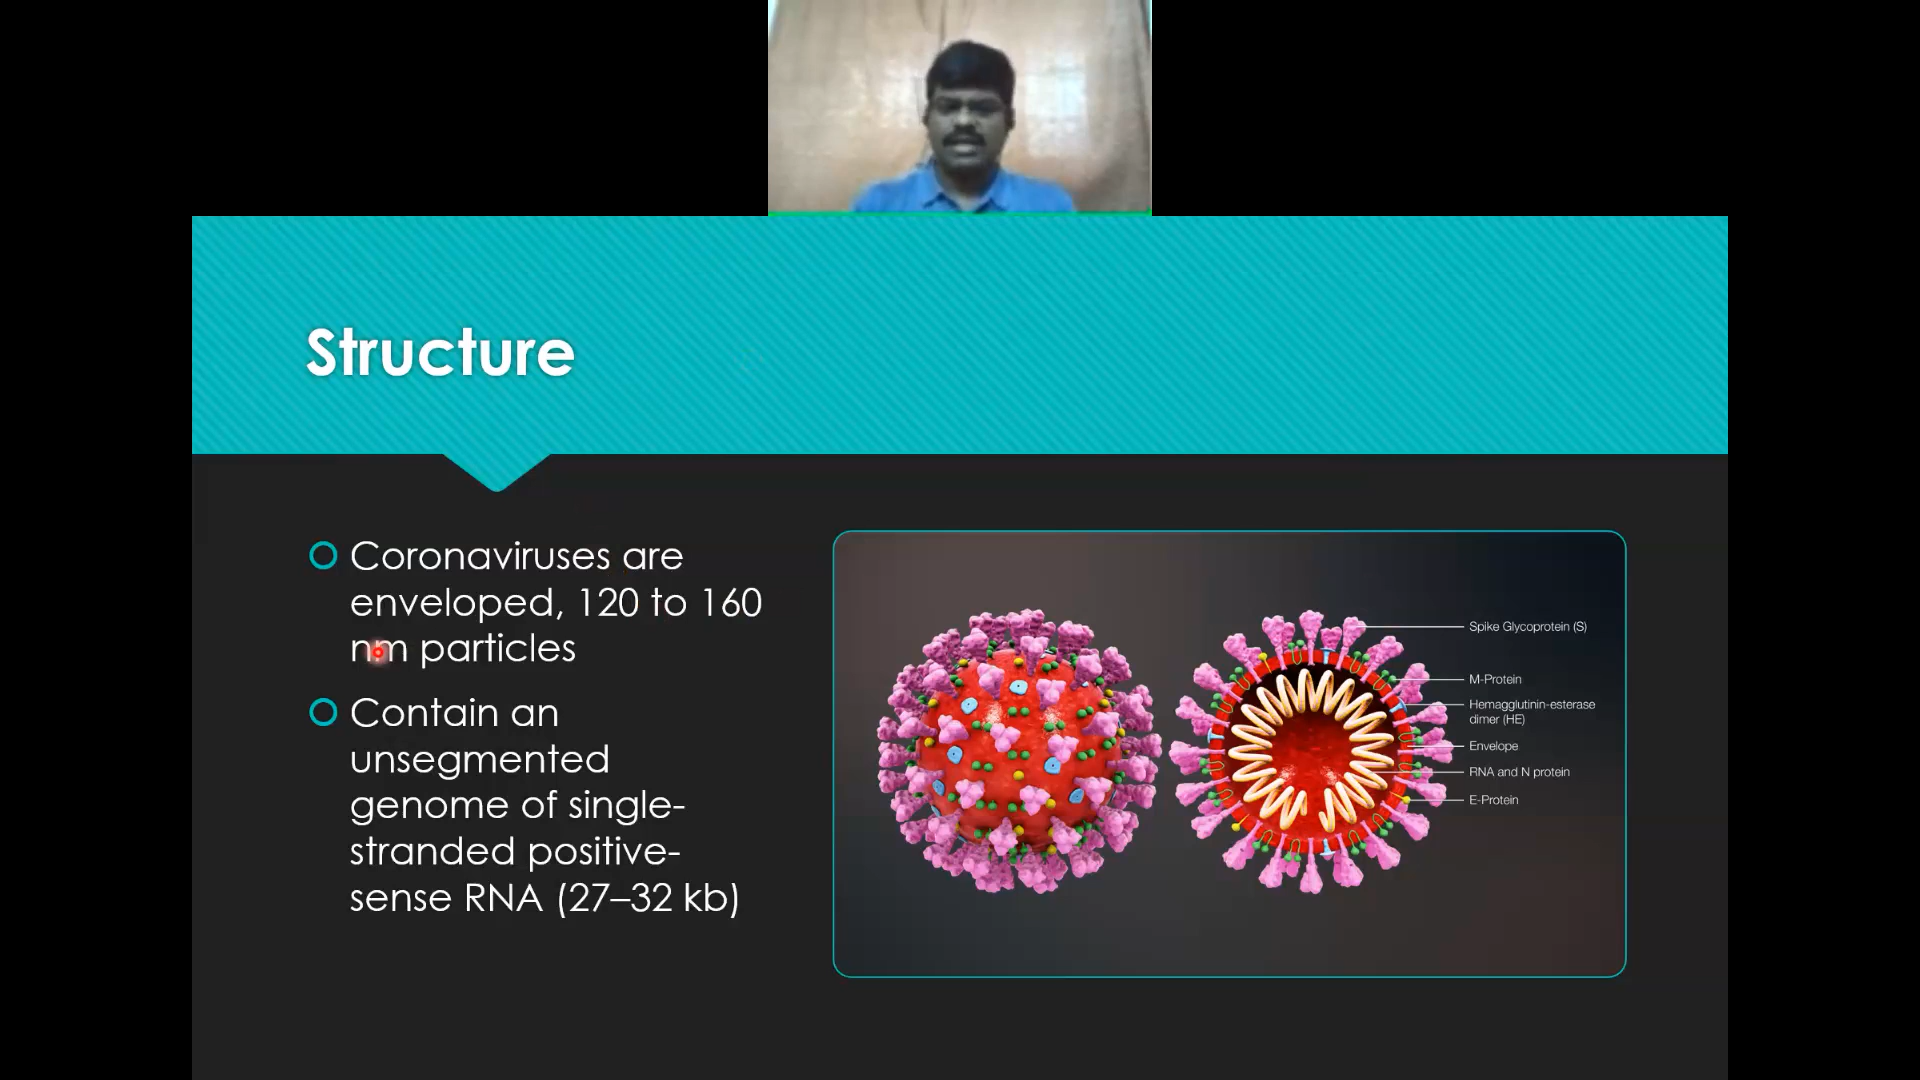 Structure
Coronaviruses are
enveloped, 120 to 160
nm particles
Contain an
unsegmented
genome of single-
stranded positive-
sense RNA (27–32 kb)
Spike Glycoprotein (S)
M-Protein
Hemagglutinin-esterase
dimer (HE)
Envelope
RNA and N protein
E-Protein